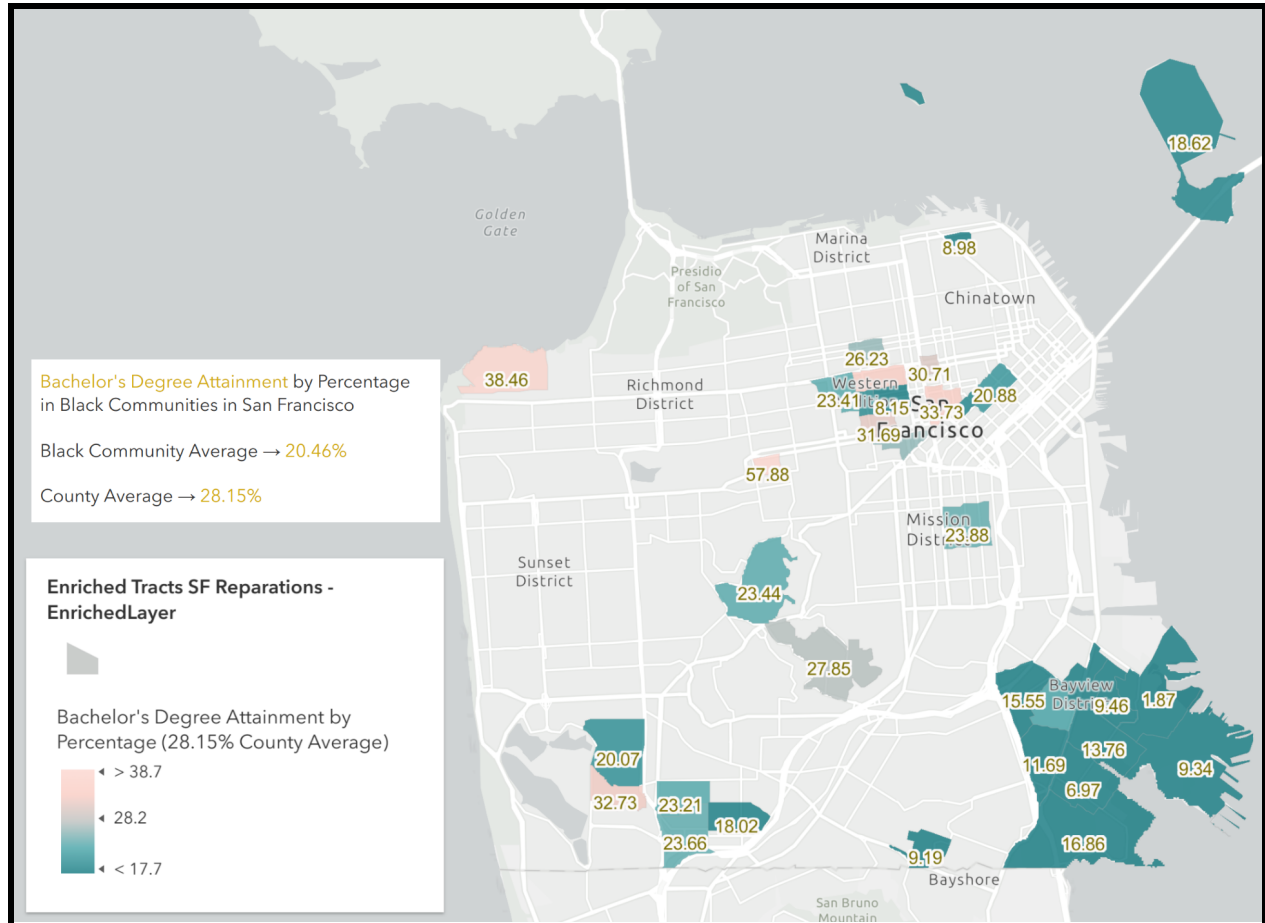 Golden
Gate
Marina
District
Presidio
of San
Francisco
Chinatown
Richmond
District
Western
San
Francisco
Mission
District
Sunset
District
Bayview
District
Bayshore
San Bruno
Mountain
18.62
8.98
38.46
26.23
30.71
23.41
8.15
33.73
20.88
31.69
57.88
23.88
23.44
27.85
15.55
9.46
1.87
13.76
11.69
9.34
6.97
16.86
20.07
32.73
23.21
18.02
23.66
9.19
Bachelor's Degree Attainment by Percentage
in Black Communities in San Francisco
Black Community Average → 20.46%
County Average → 28.15%
Enriched Tracts SF Reparations -
EnrichedLayer
Bachelor's Degree Attainment by
Percentage (28.15% County Average)
> 38.7
28.2
< 17.7